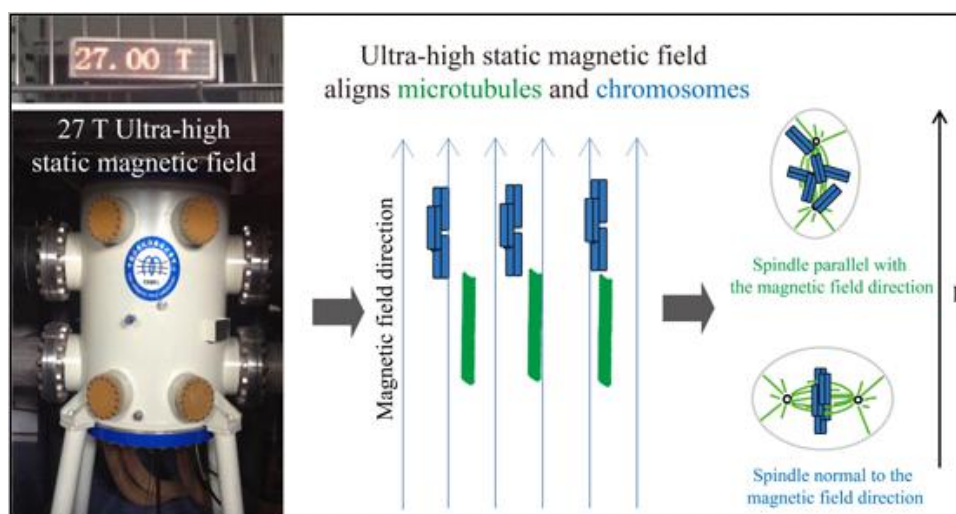 27.00 T
27 T Ultra-high
static magnetic field
Ultra-high static magnetic field
aligns microtubules and chromosomes
Magnetic field direction
Spindle parallel with
the magnetic field direction
Spindle normal to the
magnetic field direction